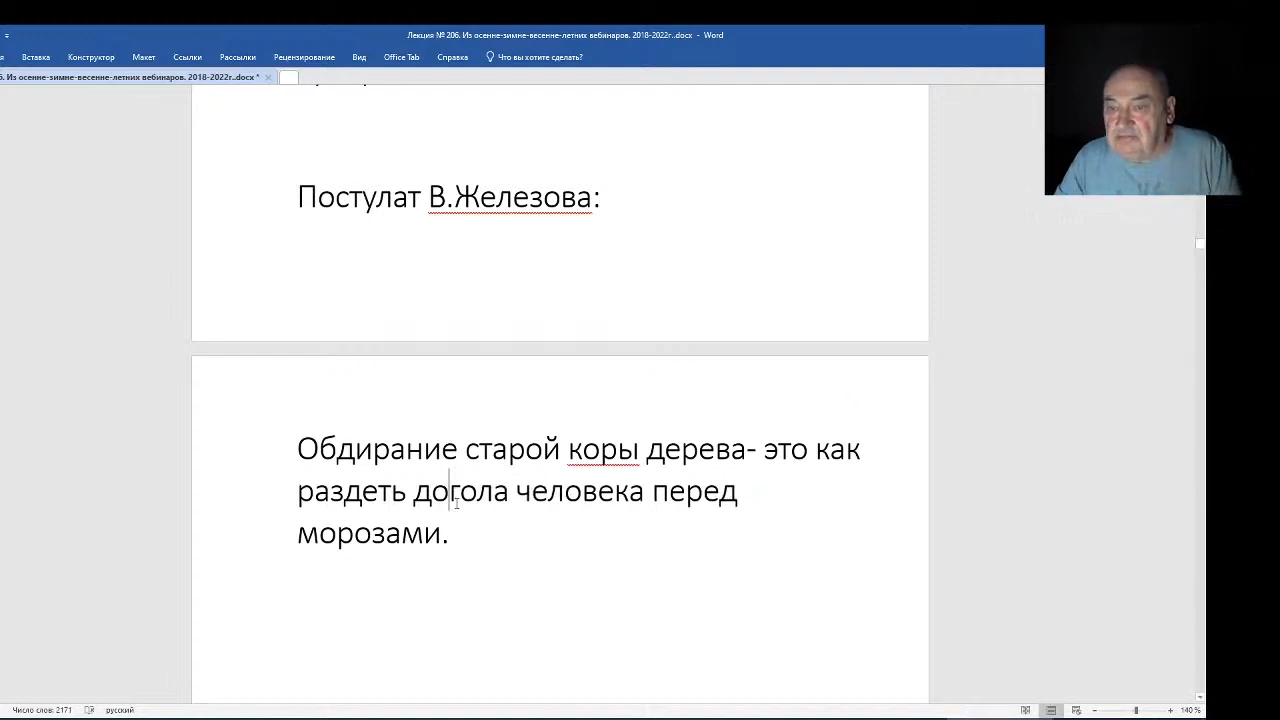 Лекция № 206. Из осенне-зимне-весенне-летних вебинаров. 2018-2022г..docx - Word
Вставка Конструктор Макет Ссылки Рассылки Рецензирование Вид Office Tab Справка Что вы хотите сделать?
6. Из осенне-зимне-весенне-летних вебинаров. 2018-2022г..docx *
Постулат В.Железова:
Обдирание старой коры дерева- это как
раздеть догола человека перед
морозами.
Число слов: 2171 русский 140 %